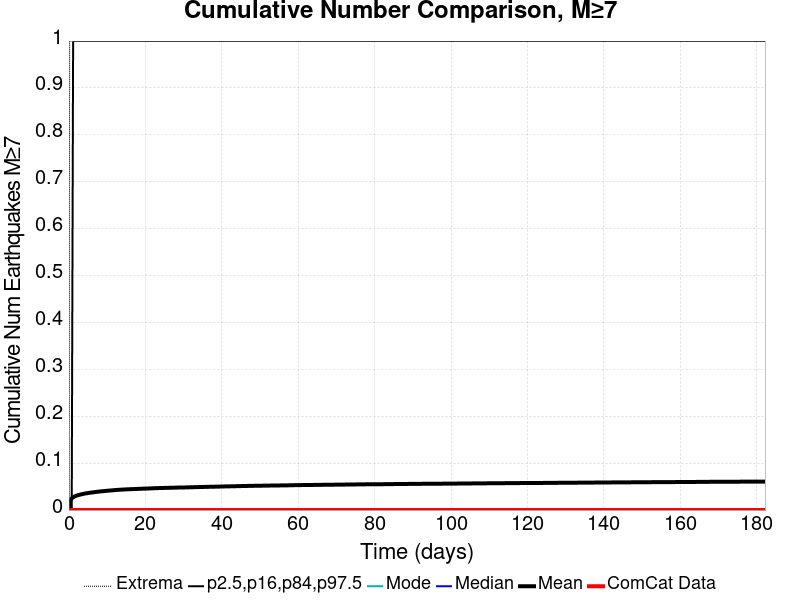 Cumulative Number Comparison, M≥7
Cumulative Num Earthquakes M≥7
1
0.9
0.8
0.7
0.6
0.5
0.4
0.3
0.2
0.1
0
0 20 40 60 80 100 120 140 160 180
Time (days)
Extrema p2.5,p16,p84,p97.5 Mode Median Mean ComCat Data